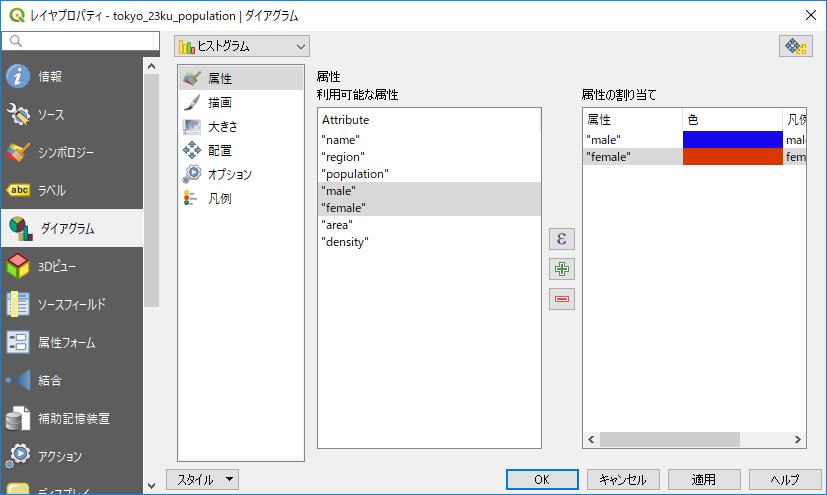 レイヤプロパティ - tokyo_23ku_population | ダイアグラム
情報
ソース
シンボロジー
abc ラベル
ダイアグラム
3Dビュー
ソースフィールド
属性フォーム
結合
補助記憶装置
アクション
ディスプレイ
ヒストグラム
属性
描画
大きさ
配置
オプション
凡例
属性
利用可能な属性
Attribute
"name"
"region"
"population"
"male"
"female"
"area"
"density"
ε
属性の割り当て
属性 色 凡例
"male" mal
"female" fem
スタイル
OK
キャンセル
適用
ヘルプ